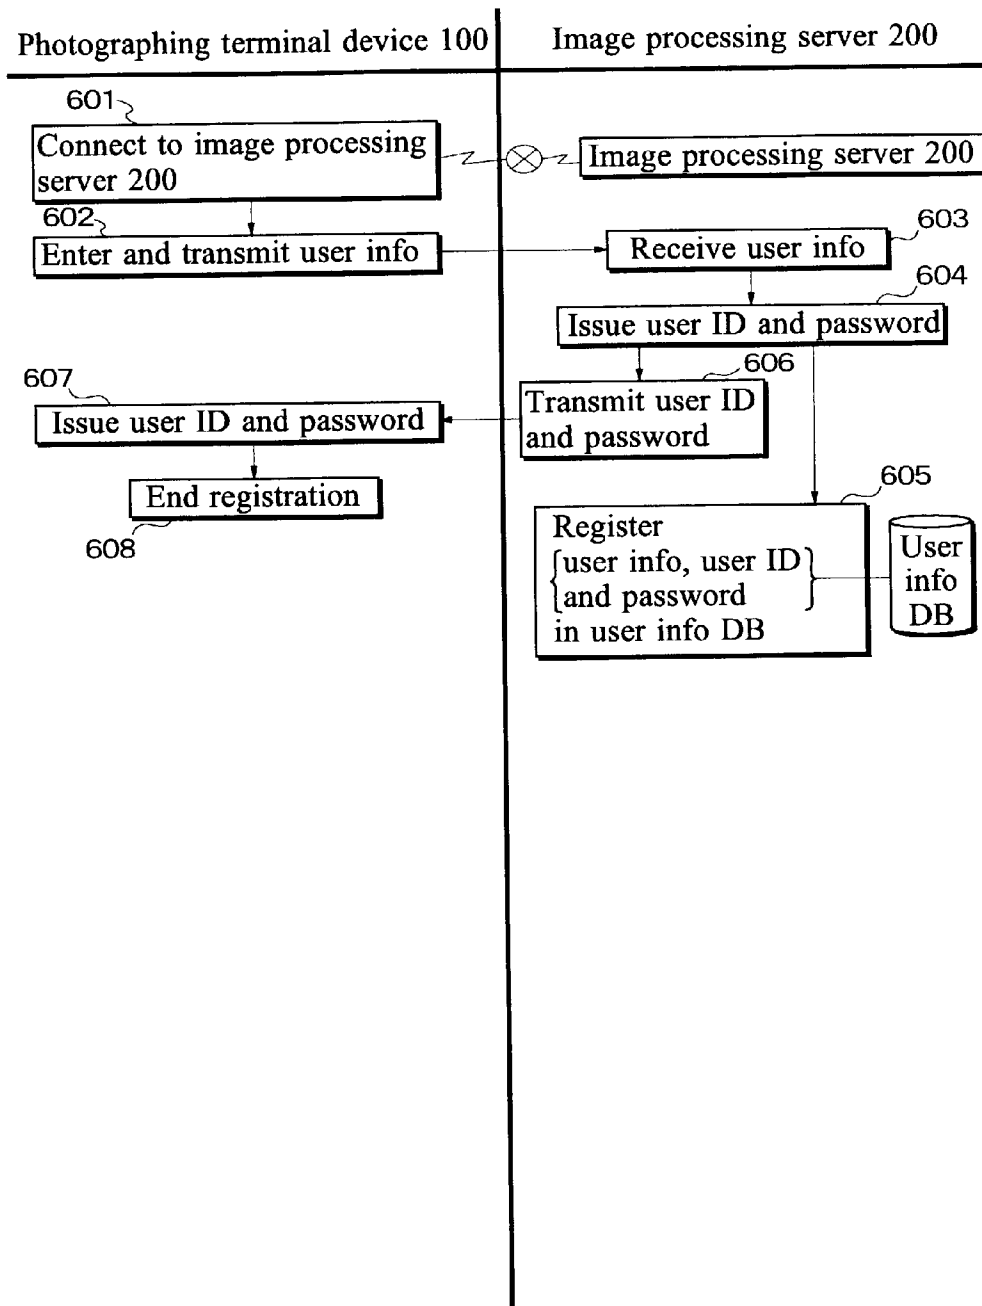 Photographing terminal device 100
Image processing server 200
601
Connect to image processing
server 200
Image processing server 200
602
Enter and transmit user info
603
Receive user info
604
Issue user ID and password
606
Transmit user ID
and password
607
Issue user ID and password
End registration
608
605
Register
user info, user ID
and password
in user info DB
User
info
DB